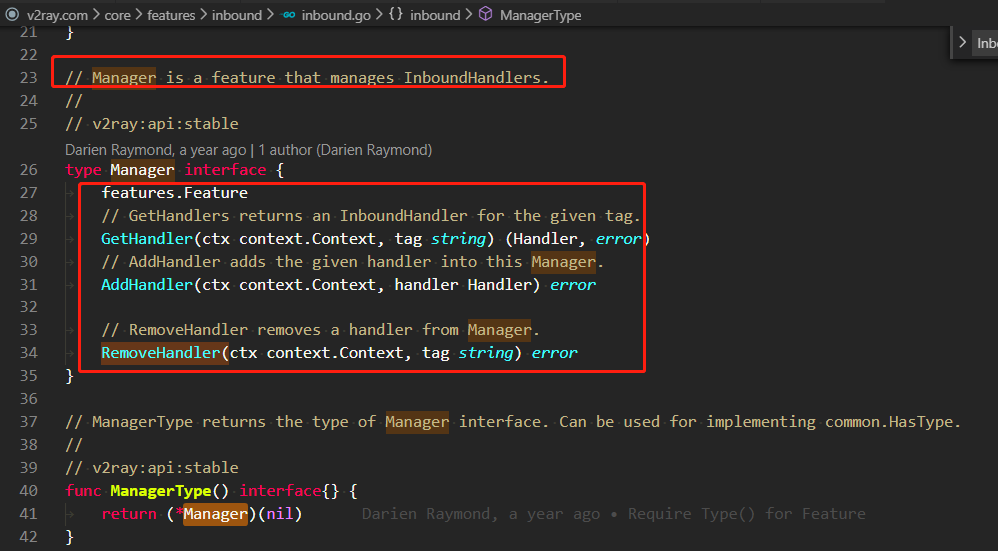 v2ray.com > core > features > inbound > inbound.go > {} inbound > ManagerType
21 }
Inbo
22
23 // Manager is a feature that manages InboundHandlers.
24 //
25 // v2ray:api:stable
Darien Raymond, a year ago | 1 author (Darien Raymond)
26 type Manager interface {
27 features.Feature
28 // GetHandlers returns an InboundHandler for the given tag.
29 GetHandler(ctx context.Context, tag string) (Handler, error)
30 // AddHandler adds the given handler into this Manager.
31 AddHandler(ctx context.Context, handler Handler) error
32
33 // RemoveHandler removes a handler from Manager.
34 RemoveHandler(ctx context.Context, tag string) error
35 }
36
37 // ManagerType returns the type of Manager interface. Can be used for implementing common.HasType.
38 //
39 // v2ray:api:stable
40 func ManagerType() interface{} {
41 return (*Manager)(nil) Darien Raymond, a year ago • Require Type() for Feature
42 }